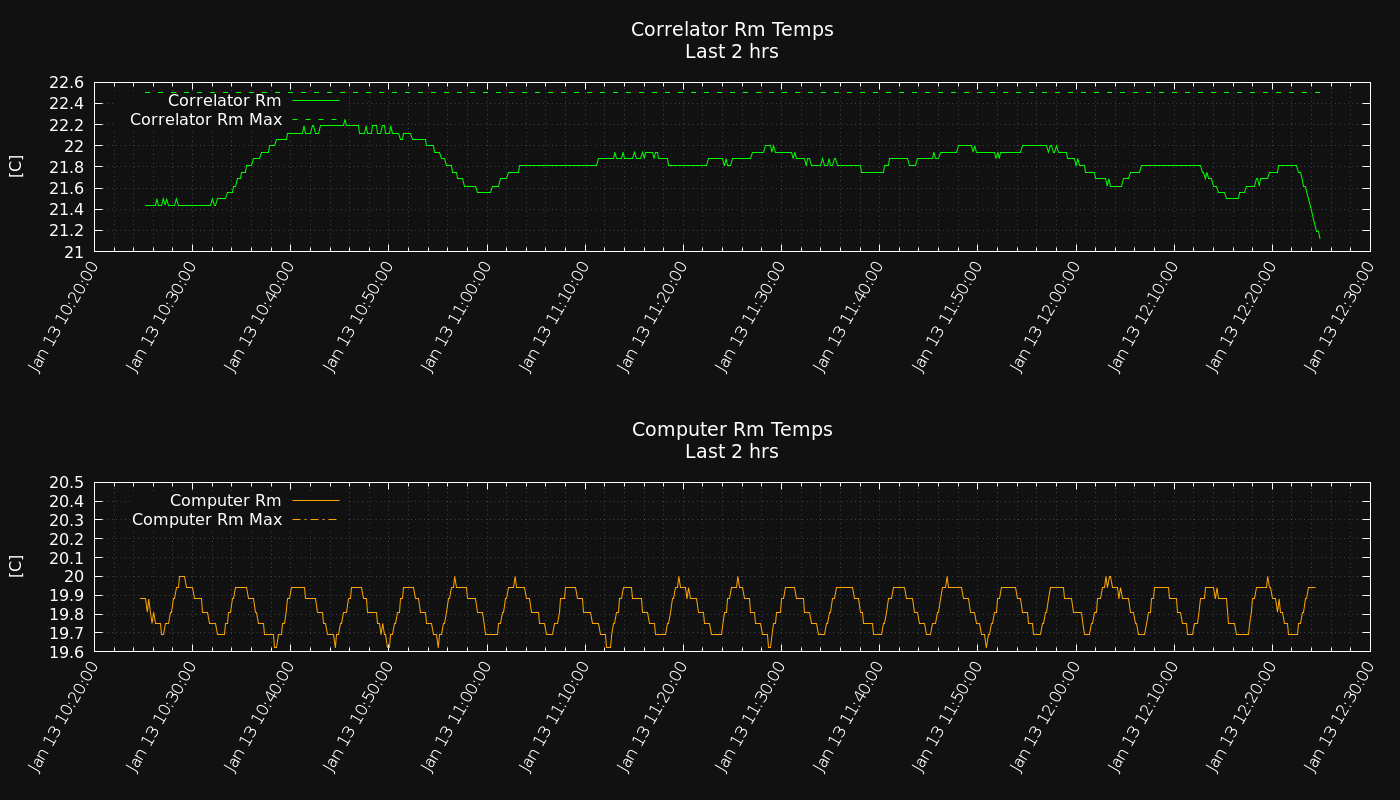 Correlator Rm Temps
Last 2 hrs
22.6
22.4
22.2
22
21.8
21.6
21.4
21.2
21
[C]
Correlator Rm
Correlator Rm Max
Jan 13 10:20:00
Jan 13 10:30:00
Jan 13 10:40:00
Jan 13 10:50:00
Jan 13 11:00:00
Jan 13 11:10:00
Jan 13 11:20:00
Jan 13 11:30:00
Jan 13 11:40:00
Jan 13 11:50:00
Jan 13 12:00:00
Jan 13 12:10:00
Jan 13 12:20:00
Jan 13 12:30:00
Computer Rm Temps
Last 2 hrs
20.5
20.4
20.3
20.2
20.1
20
19.9
19.8
19.7
19.6
[C]
Computer Rm
Computer Rm Max
Jan 13 10:20:00
Jan 13 10:30:00
Jan 13 10:40:00
Jan 13 10:50:00
Jan 13 11:00:00
Jan 13 11:10:00
Jan 13 11:20:00
Jan 13 11:30:00
Jan 13 11:40:00
Jan 13 11:50:00
Jan 13 12:00:00
Jan 13 12:10:00
Jan 13 12:20:00
Jan 13 12:30:00